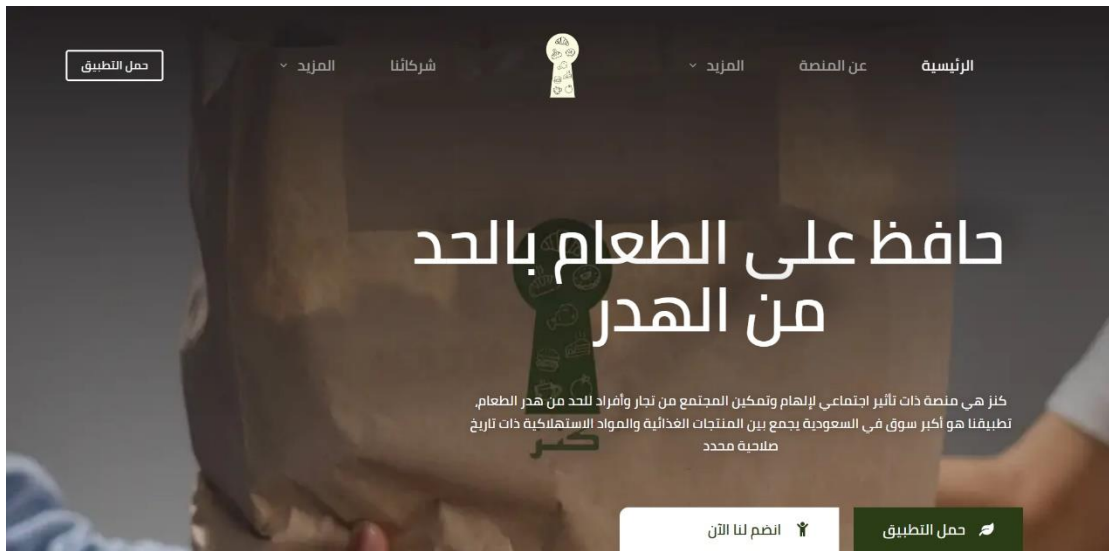 الرئيسية
عن المنصة
المزيد
شركائنا
المزيد
حمل التطبيق
حافظ على الطعام بالحد
من الهدر
كنز هي منصة ذات تأثير اجتماعي لإلهام وتمكين المجتمع من تجار وأفراد للحد من هدر الطعام,
تطبيقنا هو أكبر سوق في السعودية يجمع بين المنتجات الغذائية والمواد الاستهلاكية ذات تاريخ
صلاحية محدد
كنز
حمل التطبيق
انضم لنا الآن